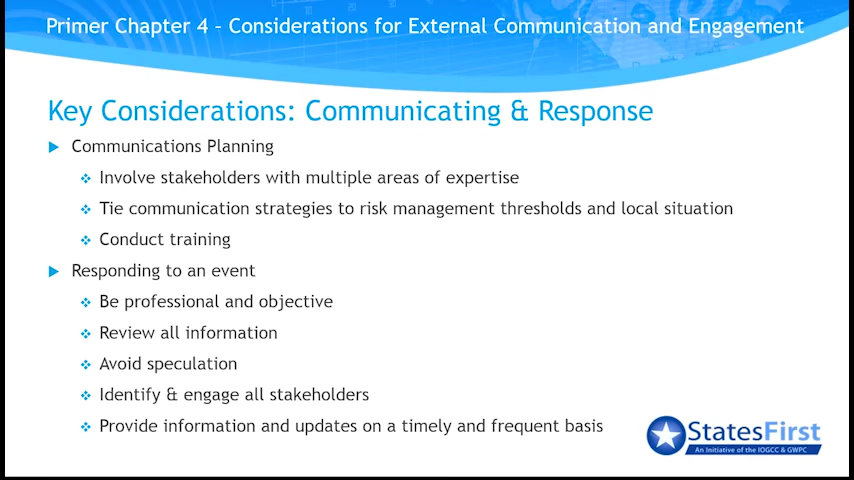 Primer Chapter 4 – Considerations for External Communication and Engagement
Key Considerations: Communicating & Response
Communications Planning
Involve stakeholders with multiple areas of expertise
Tie communication strategies to risk management thresholds and local situation
Conduct training
Responding to an event
Be professional and objective
Review all information
Avoid speculation
Identify & engage all stakeholders
Provide information and updates on a timely and frequent basis
StatesFirst
An Initiative of the IOGCC & GWPC